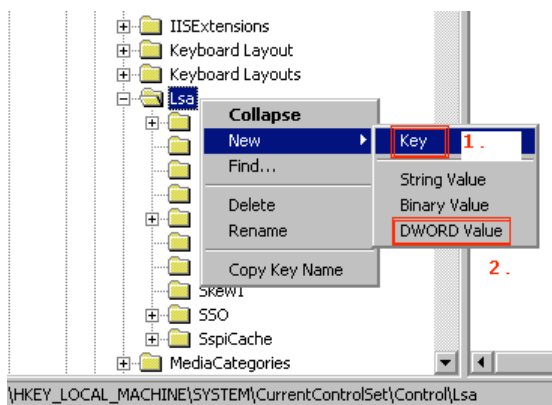 IISExtensions
Keyboard Layout
Keyboard Layouts
Lsa
Collapse
New
Find...
Delete
Rename
Copy Key Name
Key
1.
String Value
Binary Value
DWORD Value
2.
Skew1
SSO
SspiCache
MediaCategories
\HKEY_LOCAL_MACHINE\SYSTEM\CurrentControlSet\Control\Lsa